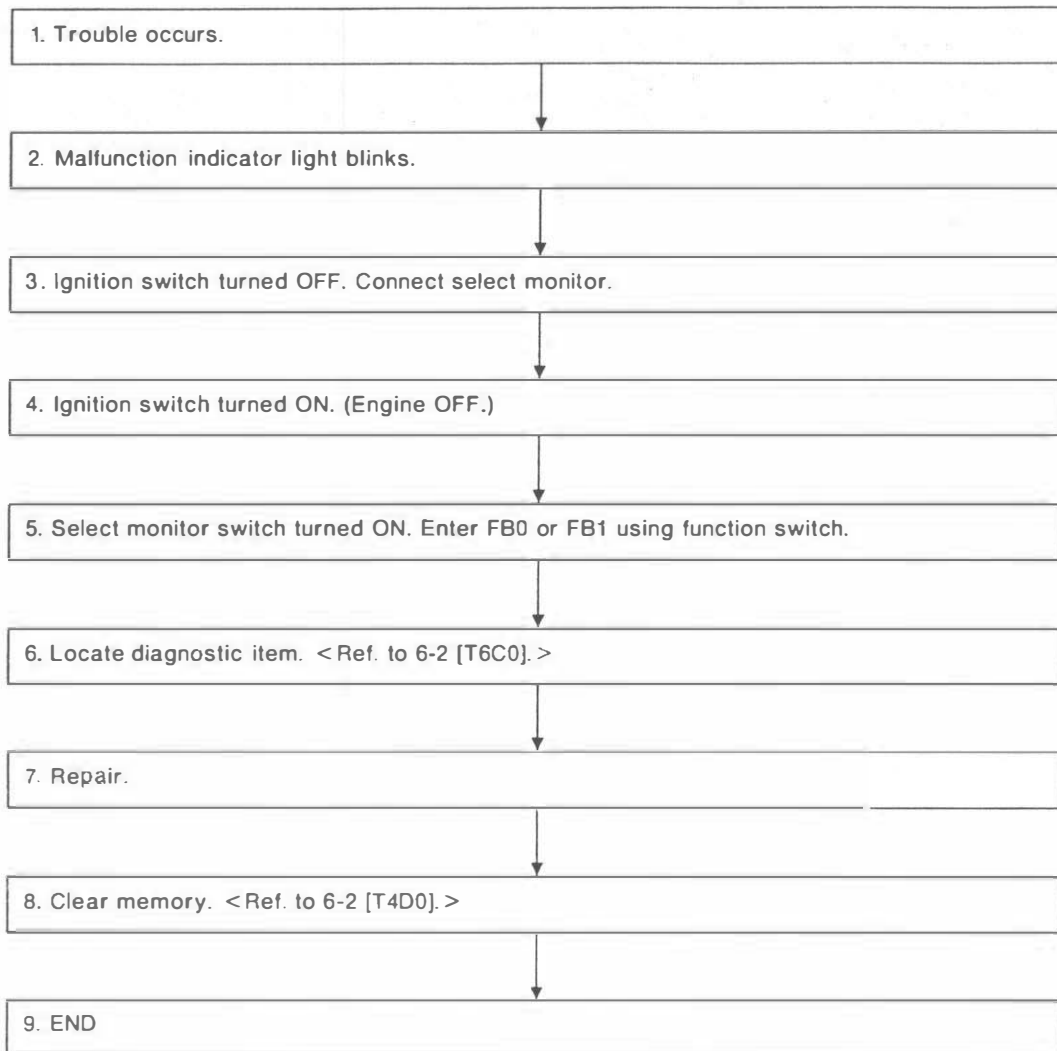 1. Trouble occurs.
2. Malfunction indicator light blinks.
3. Ignition switch turned OFF. Connect select monitor.
4. Ignition switch turned ON. (Engine OFF.)
5. Select monitor switch turned ON. Enter FB0 or FB1 using function switch.
6. Locate diagnostic item. <Ref. to 6-2 [T6C0].>
7. Repair.
8. Clear memory. <Ref. to 6-2 [T4D0].>
9. END